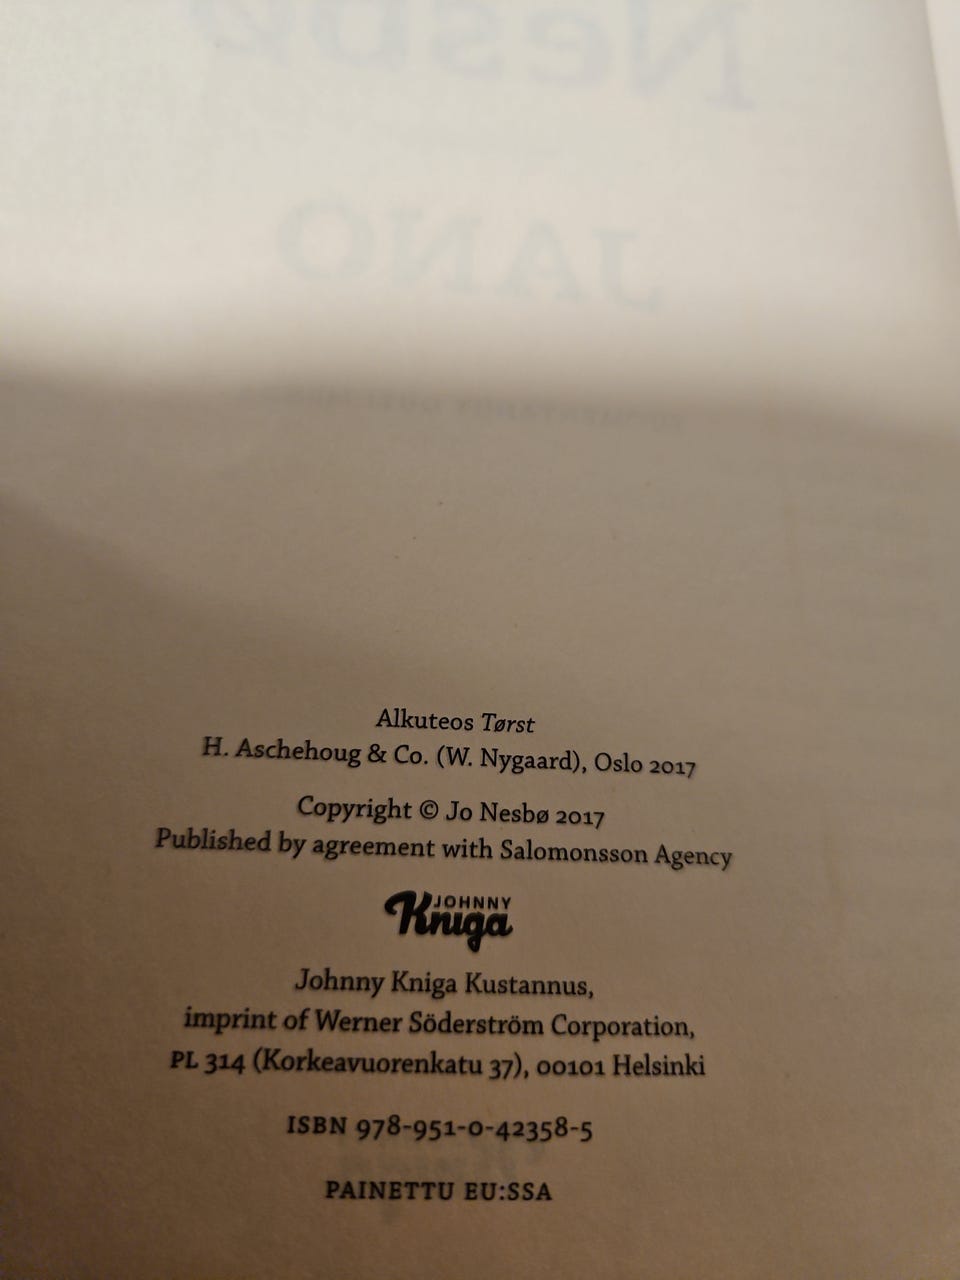 Nesbø
JANO
Alkuteos Tørst
H. Aschehoug & Co. (W. Nygaard), Oslo 2017
Copyright © Jo Nesbø 2017
Published by agreement with Salomonsson Agency
JOHNNY
Kniga
Johnny Kniga Kustannus,
imprint of Werner Söderström Corporation,
PL 314 (Korkeavuorenkatu 37), 00101 Helsinki
ISBN 978-951-0-42358-5
PAINETTU EU:SSA